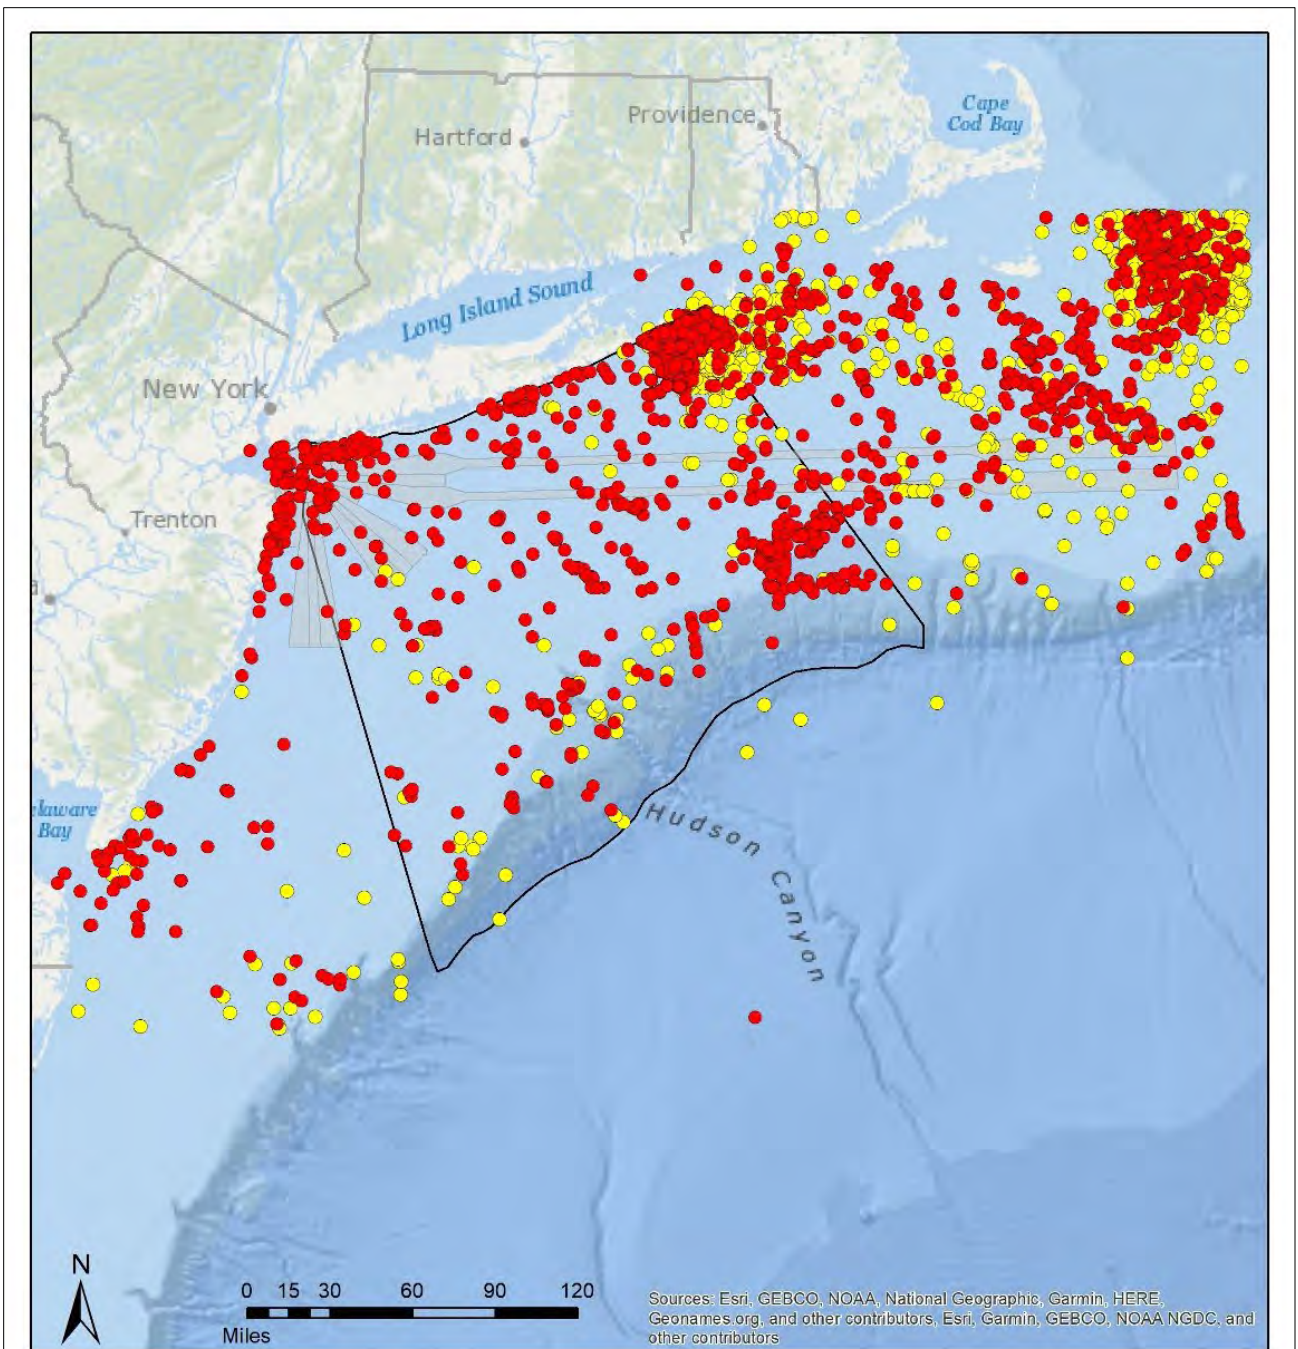 Cape
Cod Bay
Providence
Hartford
Long Island Sound
New York
Trenton
a
elaware
Bay
Hudson Canyon
N
0 15 30 60 90 120
Miles
Sources: Esri, GEBCO, NOAA, National Geographic, Garmin, HERE,
Geonames.org, and other contributors, Esri, Garmin, GEBCO, NOAA NGDC, and
other contributors